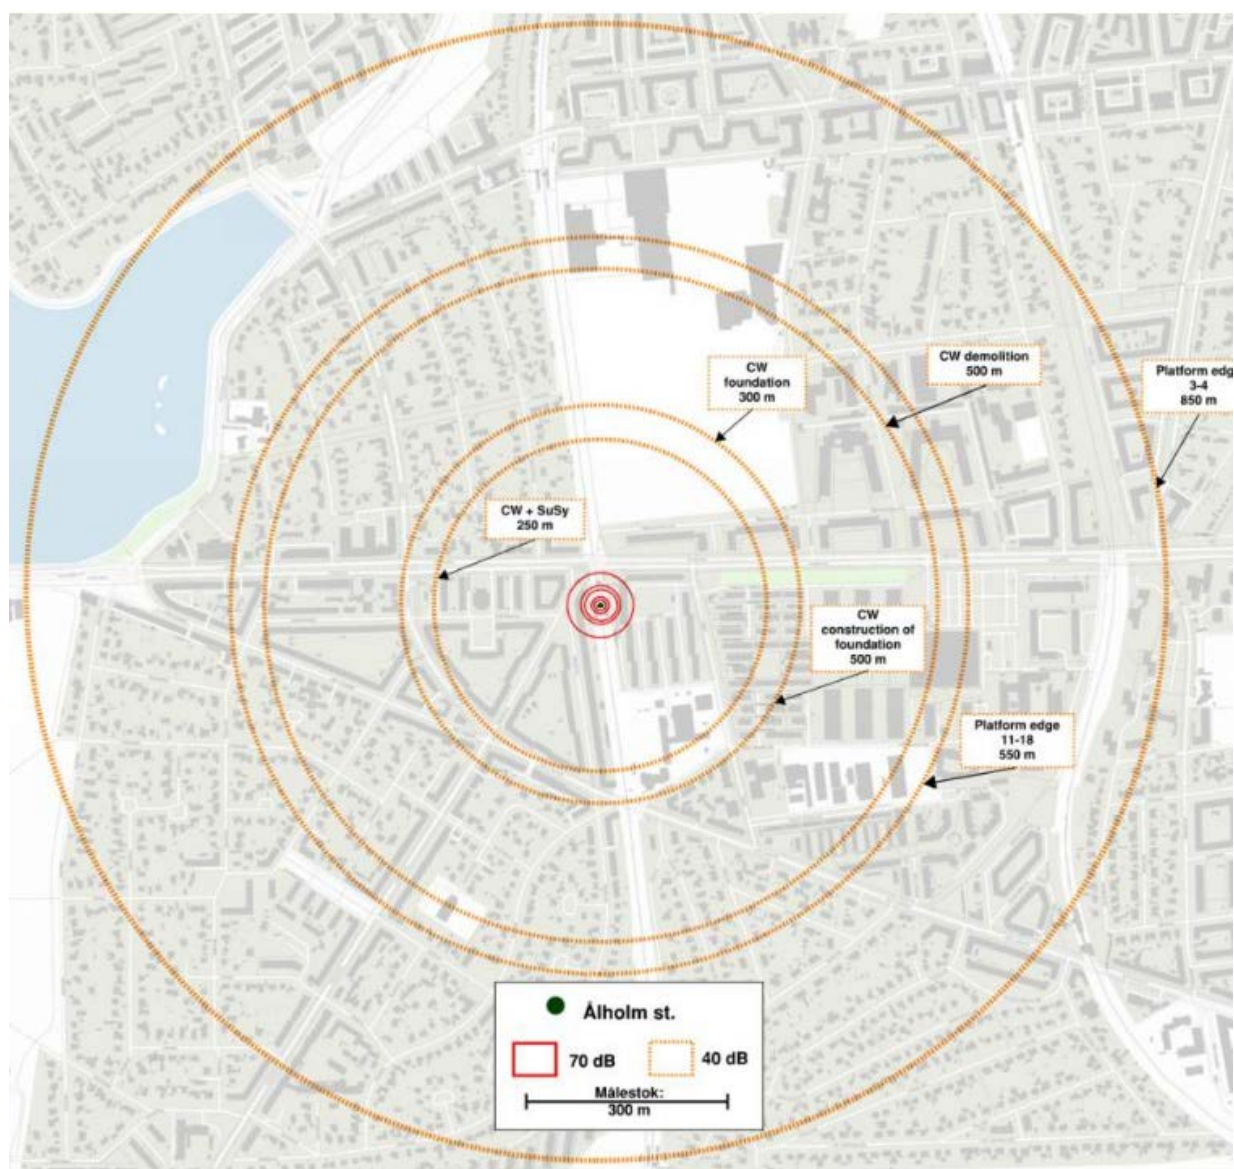 CW demolition
500 m
CW
foundation
300 m
Platform edg
3-4
850 m
CW + SuSy
250 m
CW
construction of
foundation
500 m
Platform edge
11-18
550 m
Ålholm st.
70 dB
40 dB
Målestok:
300 m